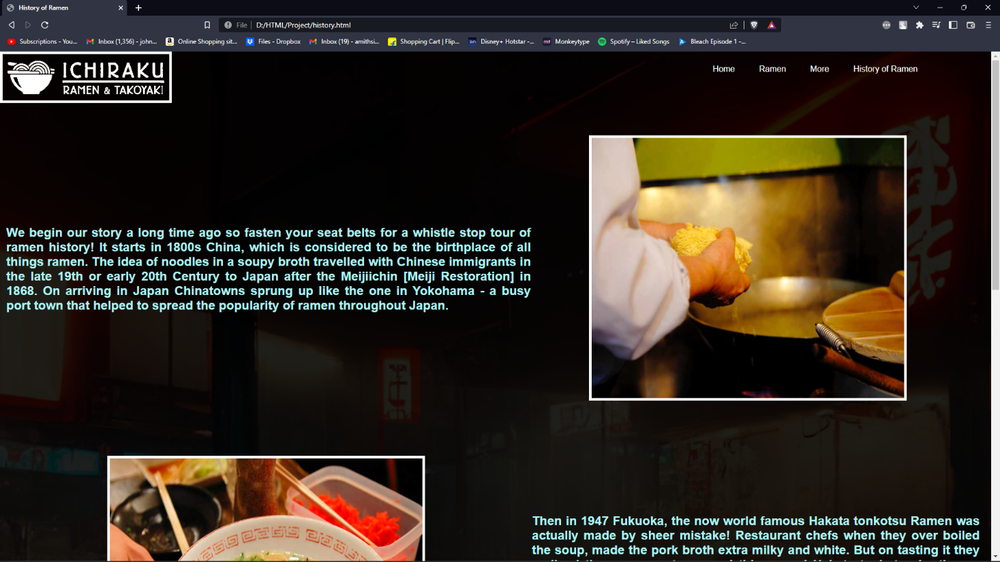 History of Ramen
File
D:/HTML/Project/history.html
Subscriptions - You...
Inbox (1,356) - john...
Online Shopping sit...
Files - Dropbox
Inbox (19) - amithsi...
Shopping Cart | Flip...
Disney+ Hotstar -...
mt
Monkeytype
Spotify – Liked Songs
Bleach Episode 1 -...
ICHIRAKU
RAMEN & TAKOYAKI
Home
Ramen
More
History of Ramen
We begin our story a long time ago so fasten your seat belts for a whistle stop tour of
ramen history! It starts in 1800s China, which is considered to be the birthplace of all
things ramen. The idea of noodles in a soupy broth travelled with Chinese immigrants in
the late 19th or early 20th Century to Japan after the Meijiichin [Meiji Restoration] in
1868. On arriving in Japan Chinatowns sprung up like the one in Yokohama - a busy
port town that helped to spread the popularity of ramen throughout Japan.
Then in 1947 Fukuoka, the now world famous Hakata tonkotsu Ramen was
actually made by sheer mistake! Restaurant chefs when they over boiled
the soup, made the pork broth extra milky and white. But on tasting it they